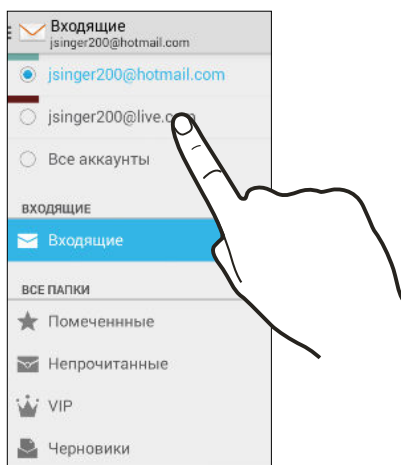 Входящие
jsinger200@hotmail.com
jsinger200@hotmail.com
jsinger200@live.com
Все аккаунты
ВХОДЯЩИЕ
Входящие
ВСЕ ПАПКИ
Помеченнные
Непрочитанные
VIP
Черновики